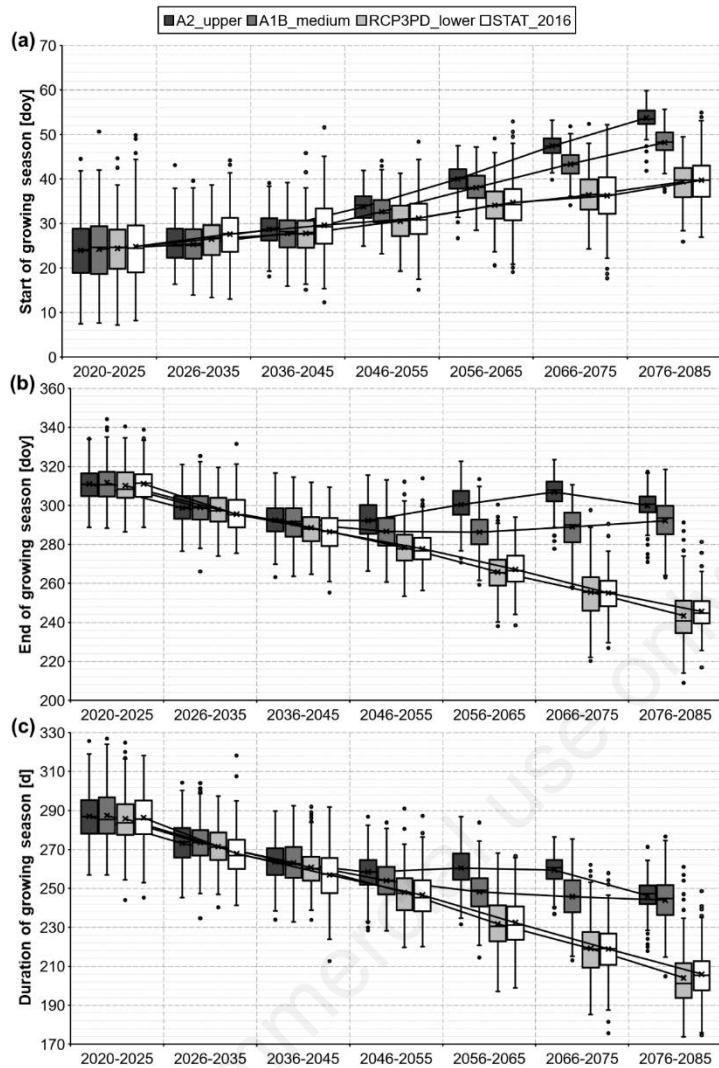 A2_upper A1B_medium RCP3PD_lower STAT_2016
(a)
Start of growing season [doy]
70
60
50
40
30
20
10
0
2020-2025 2026-2035 2036-2045 2046-2055 2056-2065 2066-2075 2076-2085
(b)
End of growing season [doy]
360
340
320
300
280
260
240
220
200
2020-2025 2026-2035 2036-2045 2046-2055 2056-2065 2066-2075 2076-2085
(c)
Duration of growing season [d]
330
310
290
270
250
230
210
190
170
2020-2025 2026-2035 2036-2045 2046-2055 2056-2065 2066-2075 2076-2085
mmercial use on